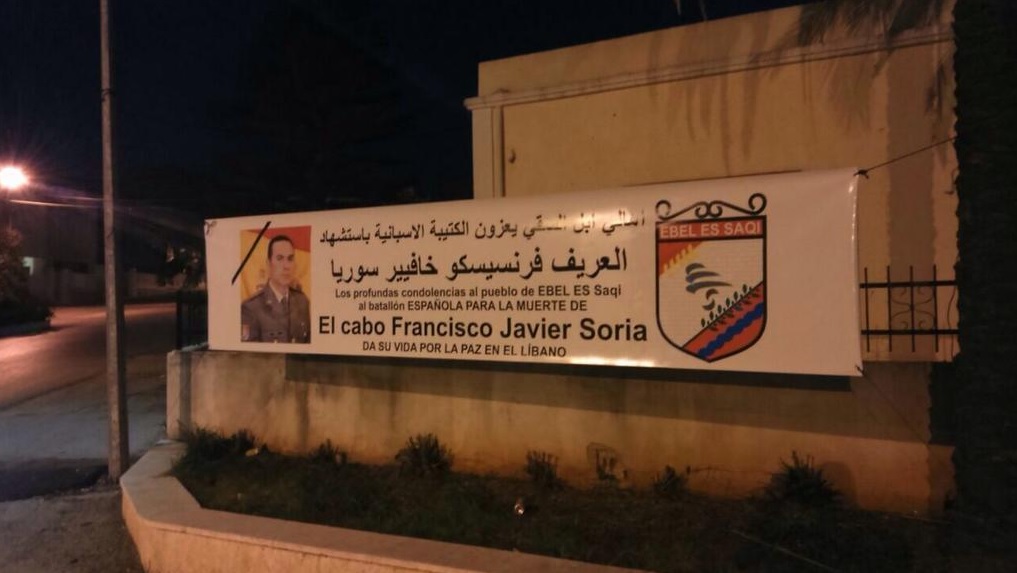 أهالي ابل السقي يعزون الكتيبة الاسبانية باستشهاد
العريف فرنسيسكو خافيير سوريا
Los profundas condolencias al pueblo de EBEL ES Saqi
al batallón ESPAÑOLA PARA LA MUERTE DE
El cabo Francisco Javier Soria
DA SU VIDA POR LA PAZ EN EL LÍBANO
EBEL ES SAQI